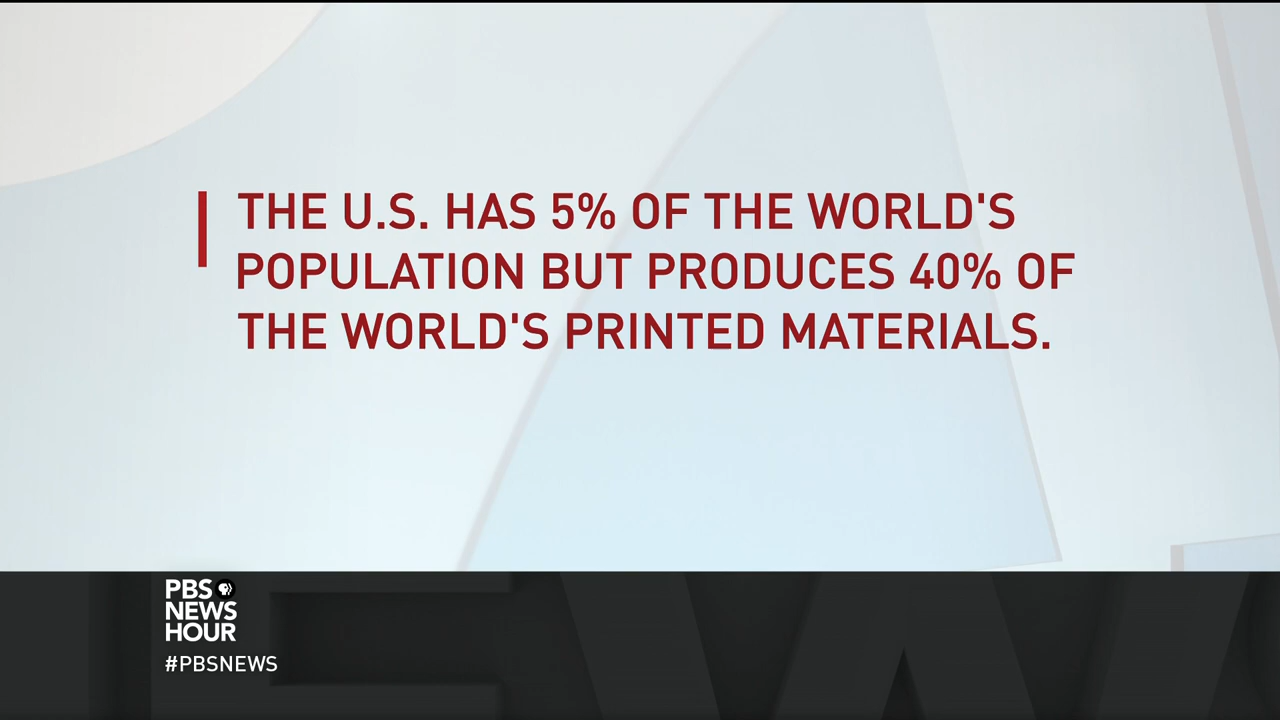 THE U.S. HAS 5% OF THE WORLD'S
POPULATION BUT PRODUCES 40% OF
THE WORLD'S PRINTED MATERIALS.
PBS
NEWS
HOUR
#PBSNEWS